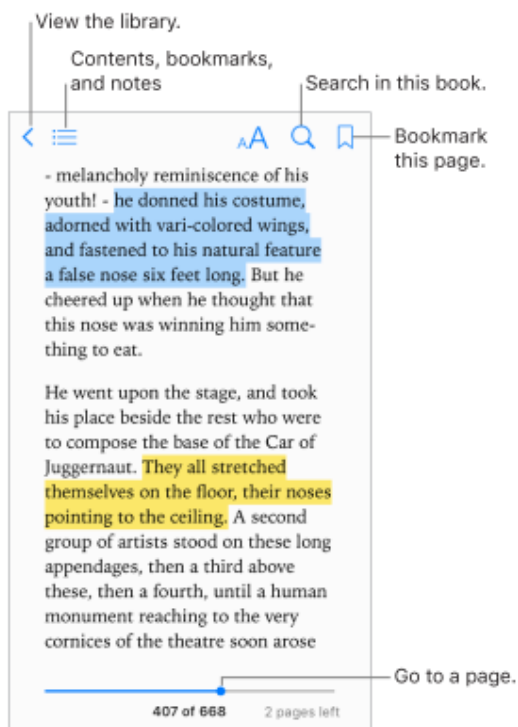 View the library.
Contents, bookmarks,
and notes
Search in this book.
AA
Bookmark
this page.
- melancholy reminiscence of his
youth! - he donned his costume,
adorned with vari-colored wings,
and fastened to his natural feature
a false nose six feet long. But he
cheered up when he thought that
this nose was winning him some-
thing to eat.
He went upon the stage, and took
his place beside the rest who were
to compose the base of the Car of
Juggernaut. They all stretched
themselves on the floor, their noses
pointing to the ceiling. A second
group of artists stood on these long
appendages, then a third above
these, then a fourth, until a human
monument reaching to the very
cornices of the theatre soon arose
Go to a page.
407 of 668 2 pages left